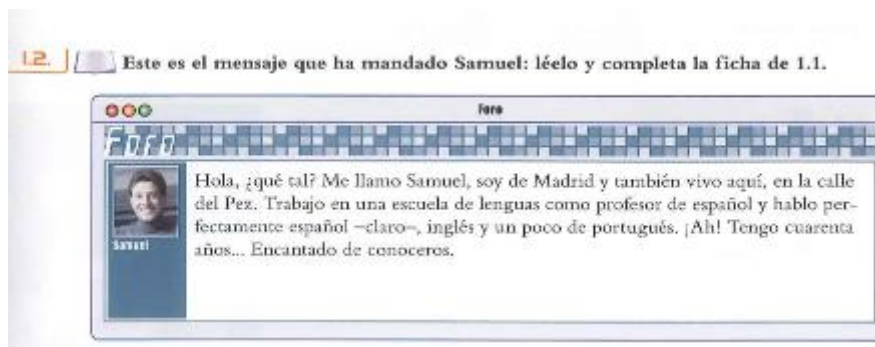 1.2. Este es el mensaje que ha mandado Samuel: léelo y completa la ficha de 1.1.
Foro
Foro
Hola, ¿qué tal? Me llamo Samuel, soy de Madrid y también vivo aquí, en la calle
del Pez. Trabajo en una escuela de lenguas como profesor de español y hablo per-
fectamente español –claro–, inglés y un poco de portugués. ¡Ah! Tengo cuarenta
años... Encantado de conoceros.
Samuel